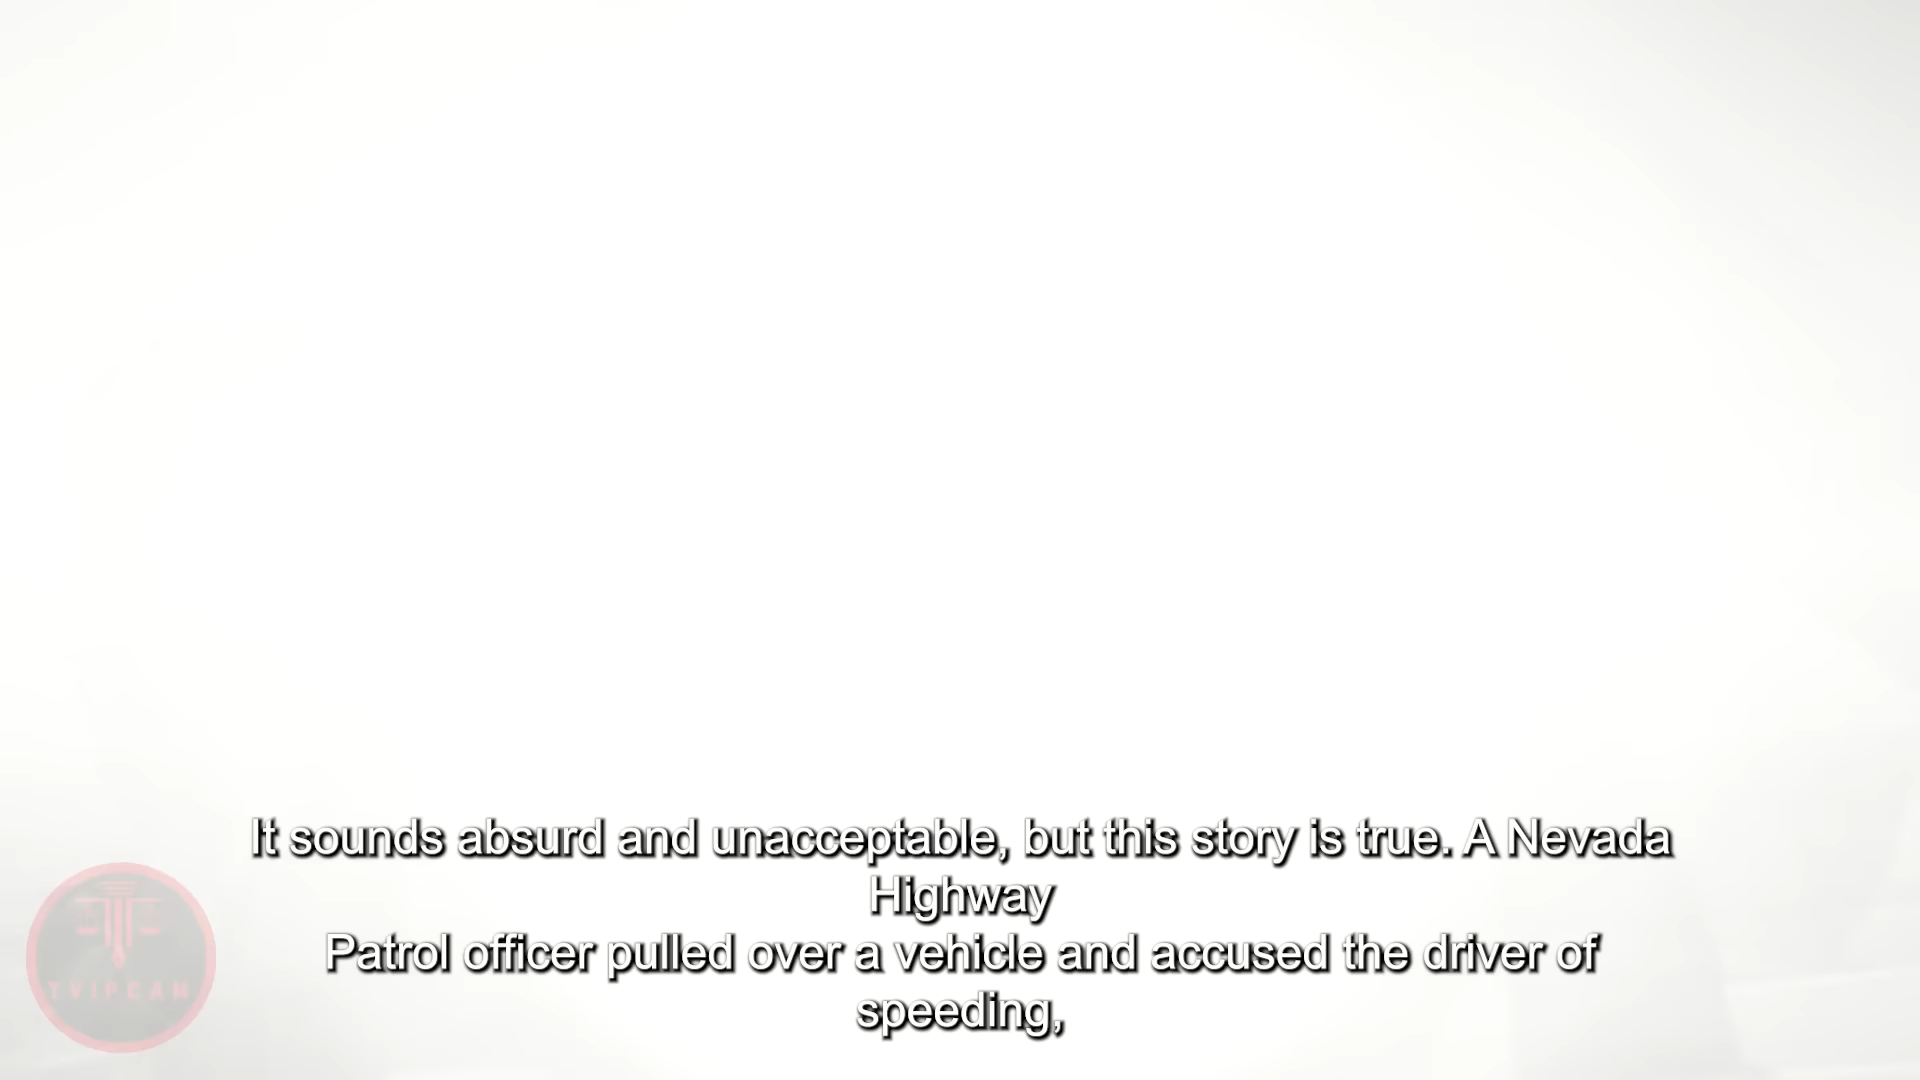 It sounds absurd and unacceptable, but this story is true. A Nevada
Highway
Patrol officer pulled over a vehicle and accused the driver of
speeding,
T.VIPCAN